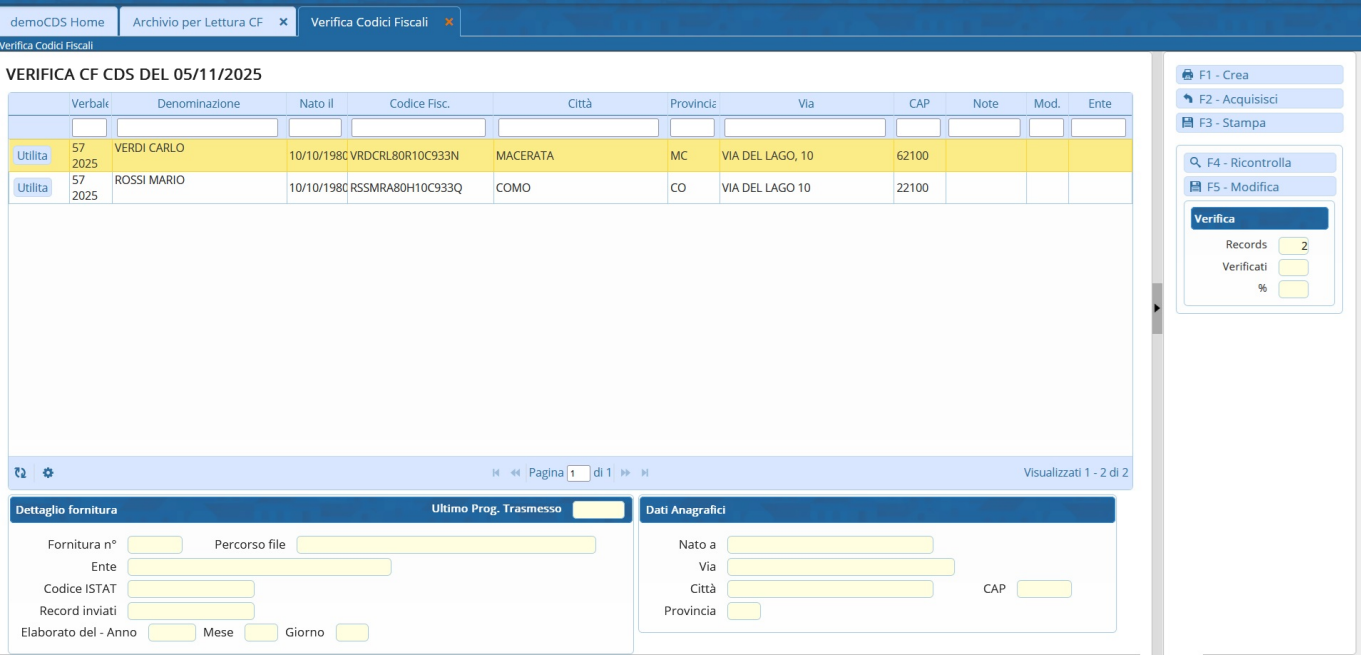 demoCDS Home Archivio per Lettura CF × Verifica Codici Fiscali ×
Verifica Codici Fiscali
VERIFICA CF CDS DEL 05/11/2025
Verbale Denominazione Nato il Codice Fisc. Città Provincia Via CAP Note Mod. Ente
Utilita 57 2025 VERDI CARLO 10/10/1980 VRDCRL80R10C933N MACERATA MC VIA DEL LAGO, 10 62100
Utilita 57 2025 ROSSI MARIO 10/10/1980 RSSMRA80H10C933Q COMO CO VIA DEL LAGO 10 22100
Pagina 1 di 1 Visualizzati 1 - 2 di 2
Dettaglio fornitura Ultimo Prog. Trasmesso
Fornitura n° Percorso file
Ente
Codice ISTAT
Record inviati
Elaborato del - Anno Mese Giorno
Dati Anagrafici
Nato a
Via
Città CAP
Provincia
F1 - Crea
F2 - Acquisisci
F3 - Stampa
F4 - Ricontrolla
F5 - Modifica
Verifica
Records 2
Verificati
%